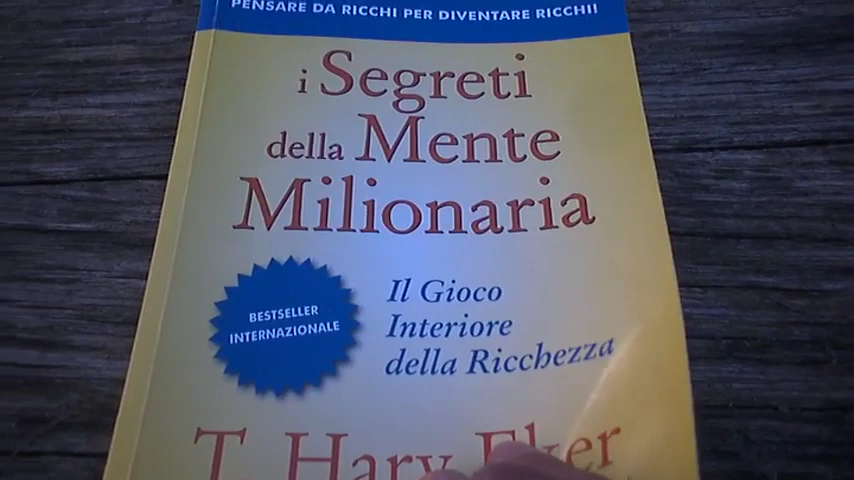 PENSARE DA RICCHI PER DIVENTARE RICCHI!
i Segreti
della Mente
Milionaria
BESTSELLER
INTERNAZIONALE
Il Gioco
Interiore
della Ricchezza
T. Harv Eker